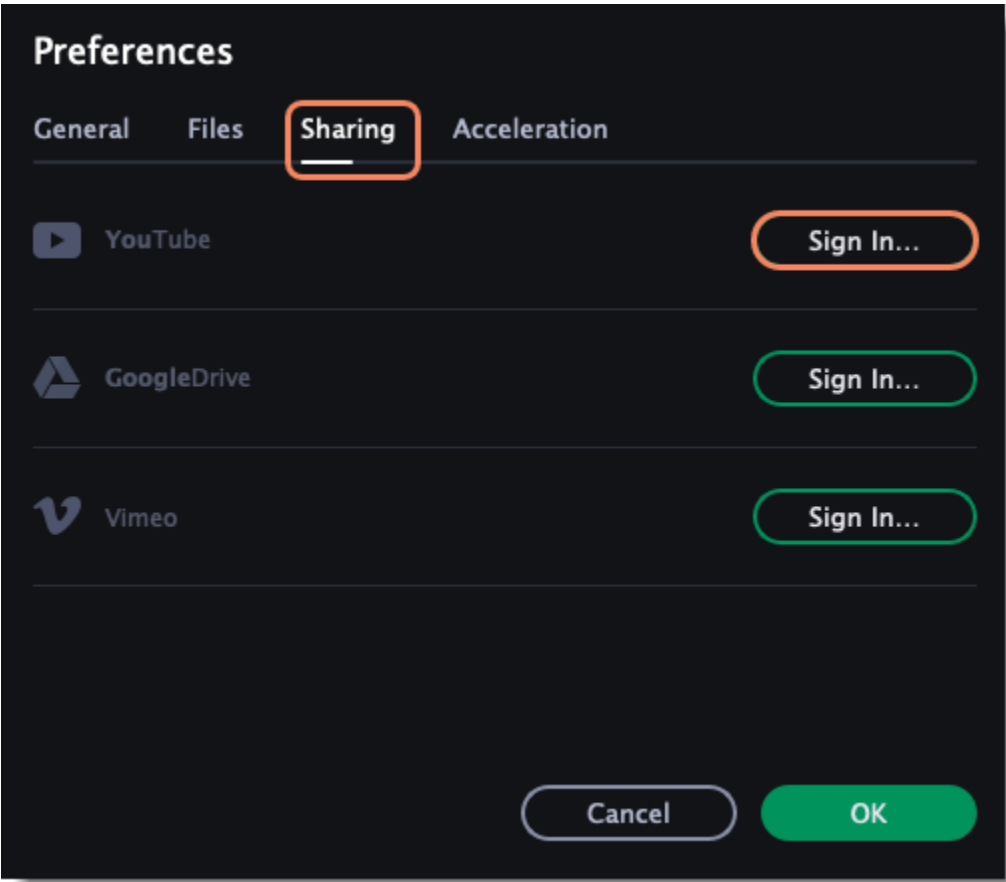 Preferences
General Files Sharing Acceleration
YouTube Sign In...
GoogleDrive Sign In...
Vimeo Sign In...
Cancel OK